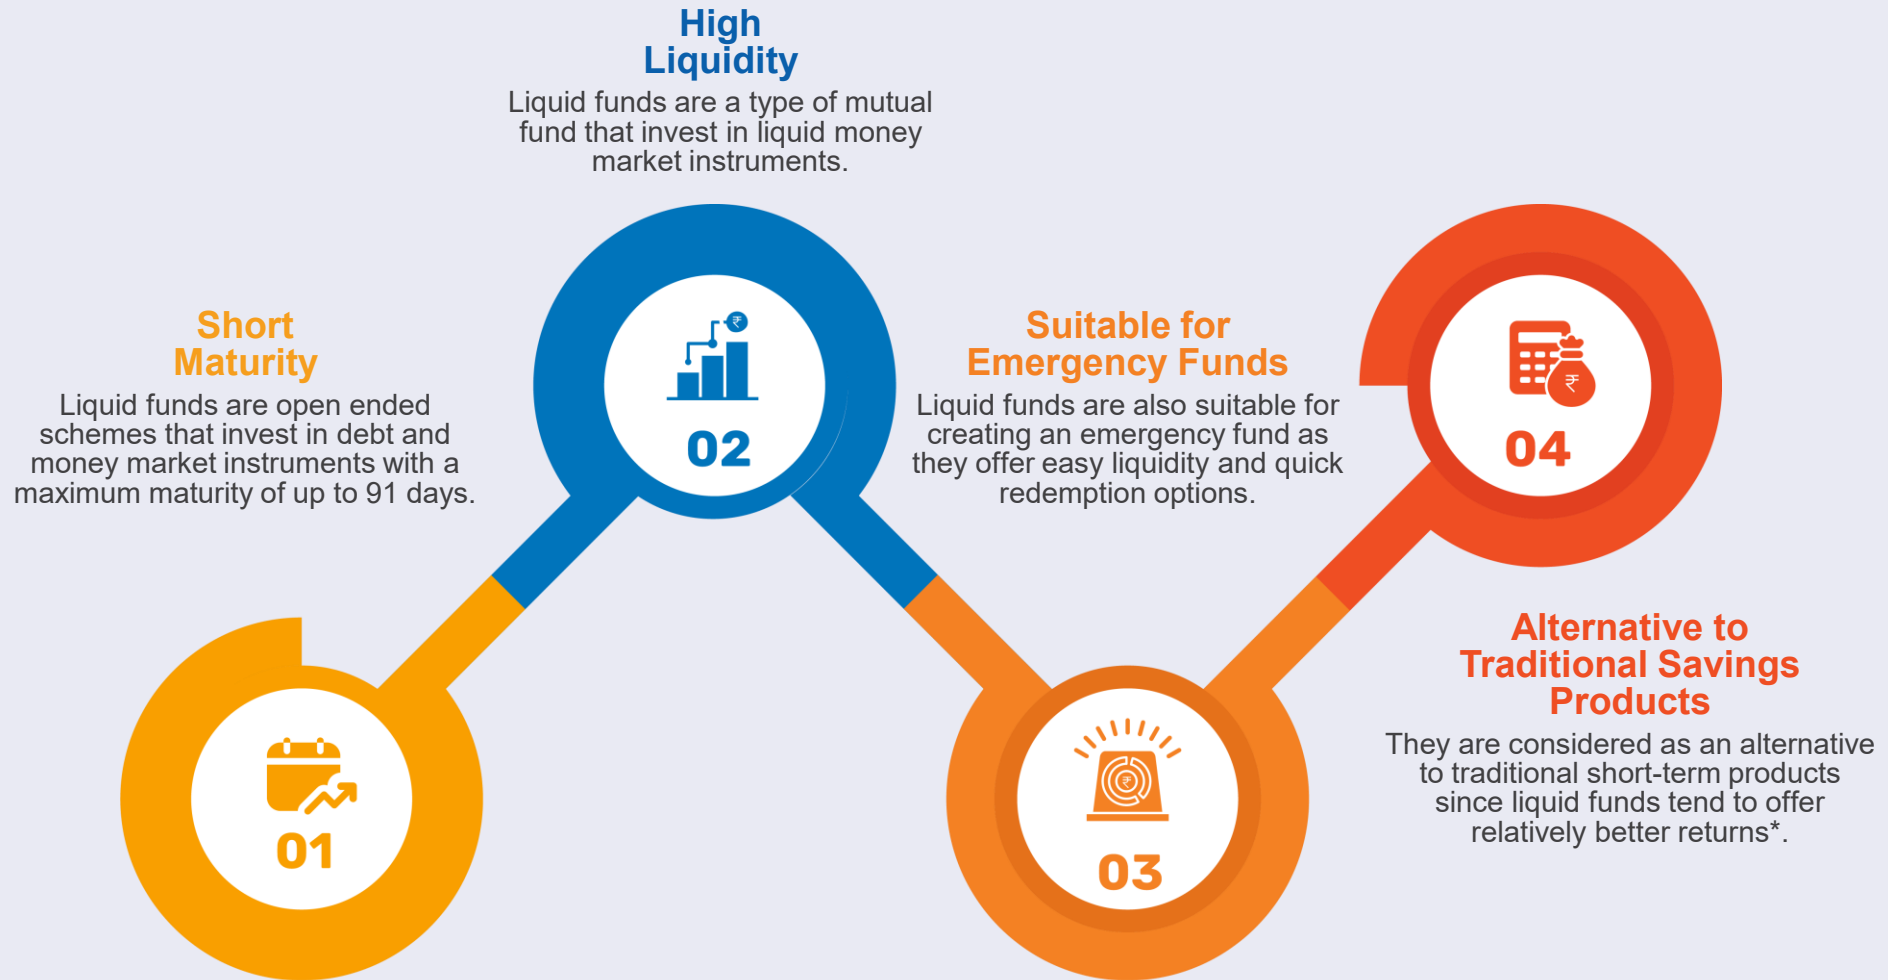 Short
Maturity
Liquid funds are open ended
schemes that invest in debt and
money market instruments with a
maximum maturity of up to 91 days.
01
High
Liquidity
Liquid funds are a type of mutual
fund that invest in liquid money
market instruments.
₹
02
Suitable for
Emergency Funds
Liquid funds are also suitable for
creating an emergency fund as
they offer easy liquidity and quick
redemption options.
₹
03
₹
04
Alternative to
Traditional Savings
Products
They are considered as an alternative
to traditional short-term products
since liquid funds tend to offer
relatively better returns*.